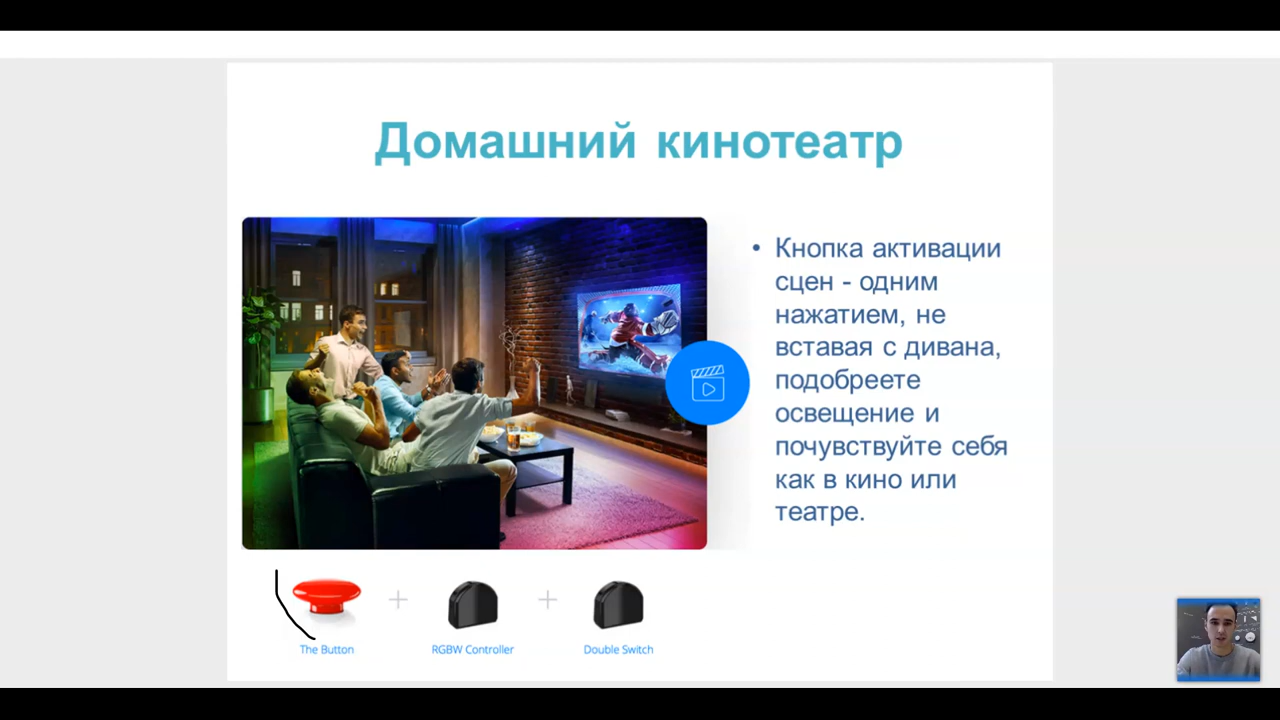 Домашний кинотеатр
• Кнопка активации
сцен - одним
нажатием, не
вставая с дивана,
подобреете
освещение и
почувствуйте себя
как в кино или
театре.
The Button + RGBW Controller + Double Switch